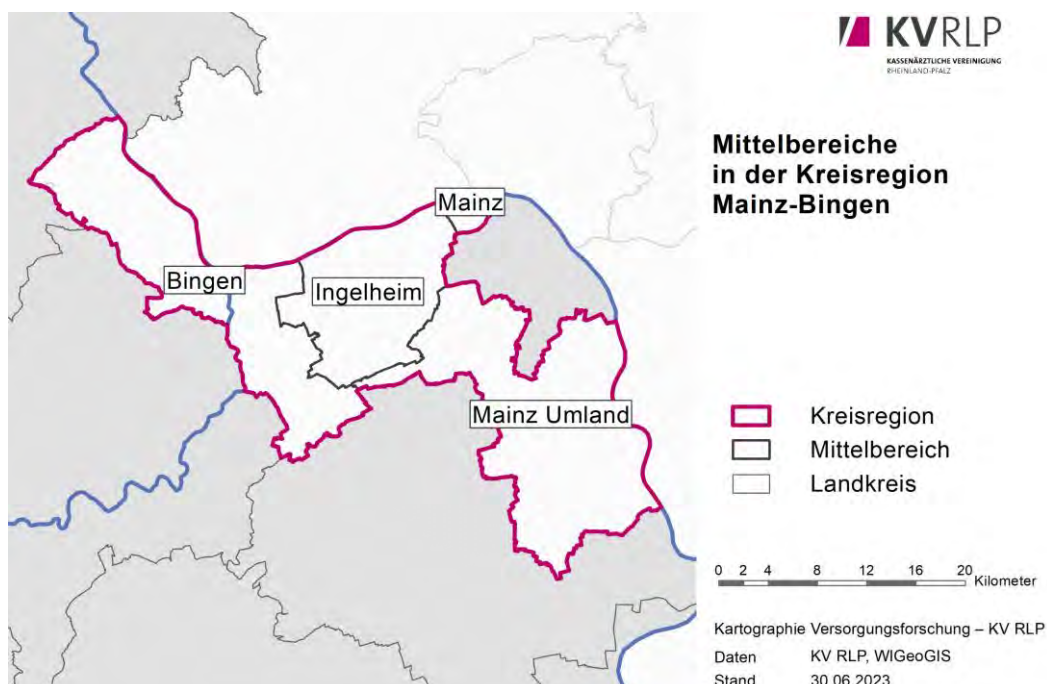 KVRLP
KASSENÄRZTLICHE VEREINIGUNG
RHEINLAND-PFALZ
Mittelbereiche
in der Kreisregion
Mainz-Bingen
Mainz
Bingen
Ingelheim
Mainz Umland
Kreisregion
Mittelbereich
Landkreis
0 2 4 8 12 16 20 Kilometer
Kartographie Versorgungsforschung – KV RLP
Daten KV RLP, WIGeoGIS
Stand 30.06.2023